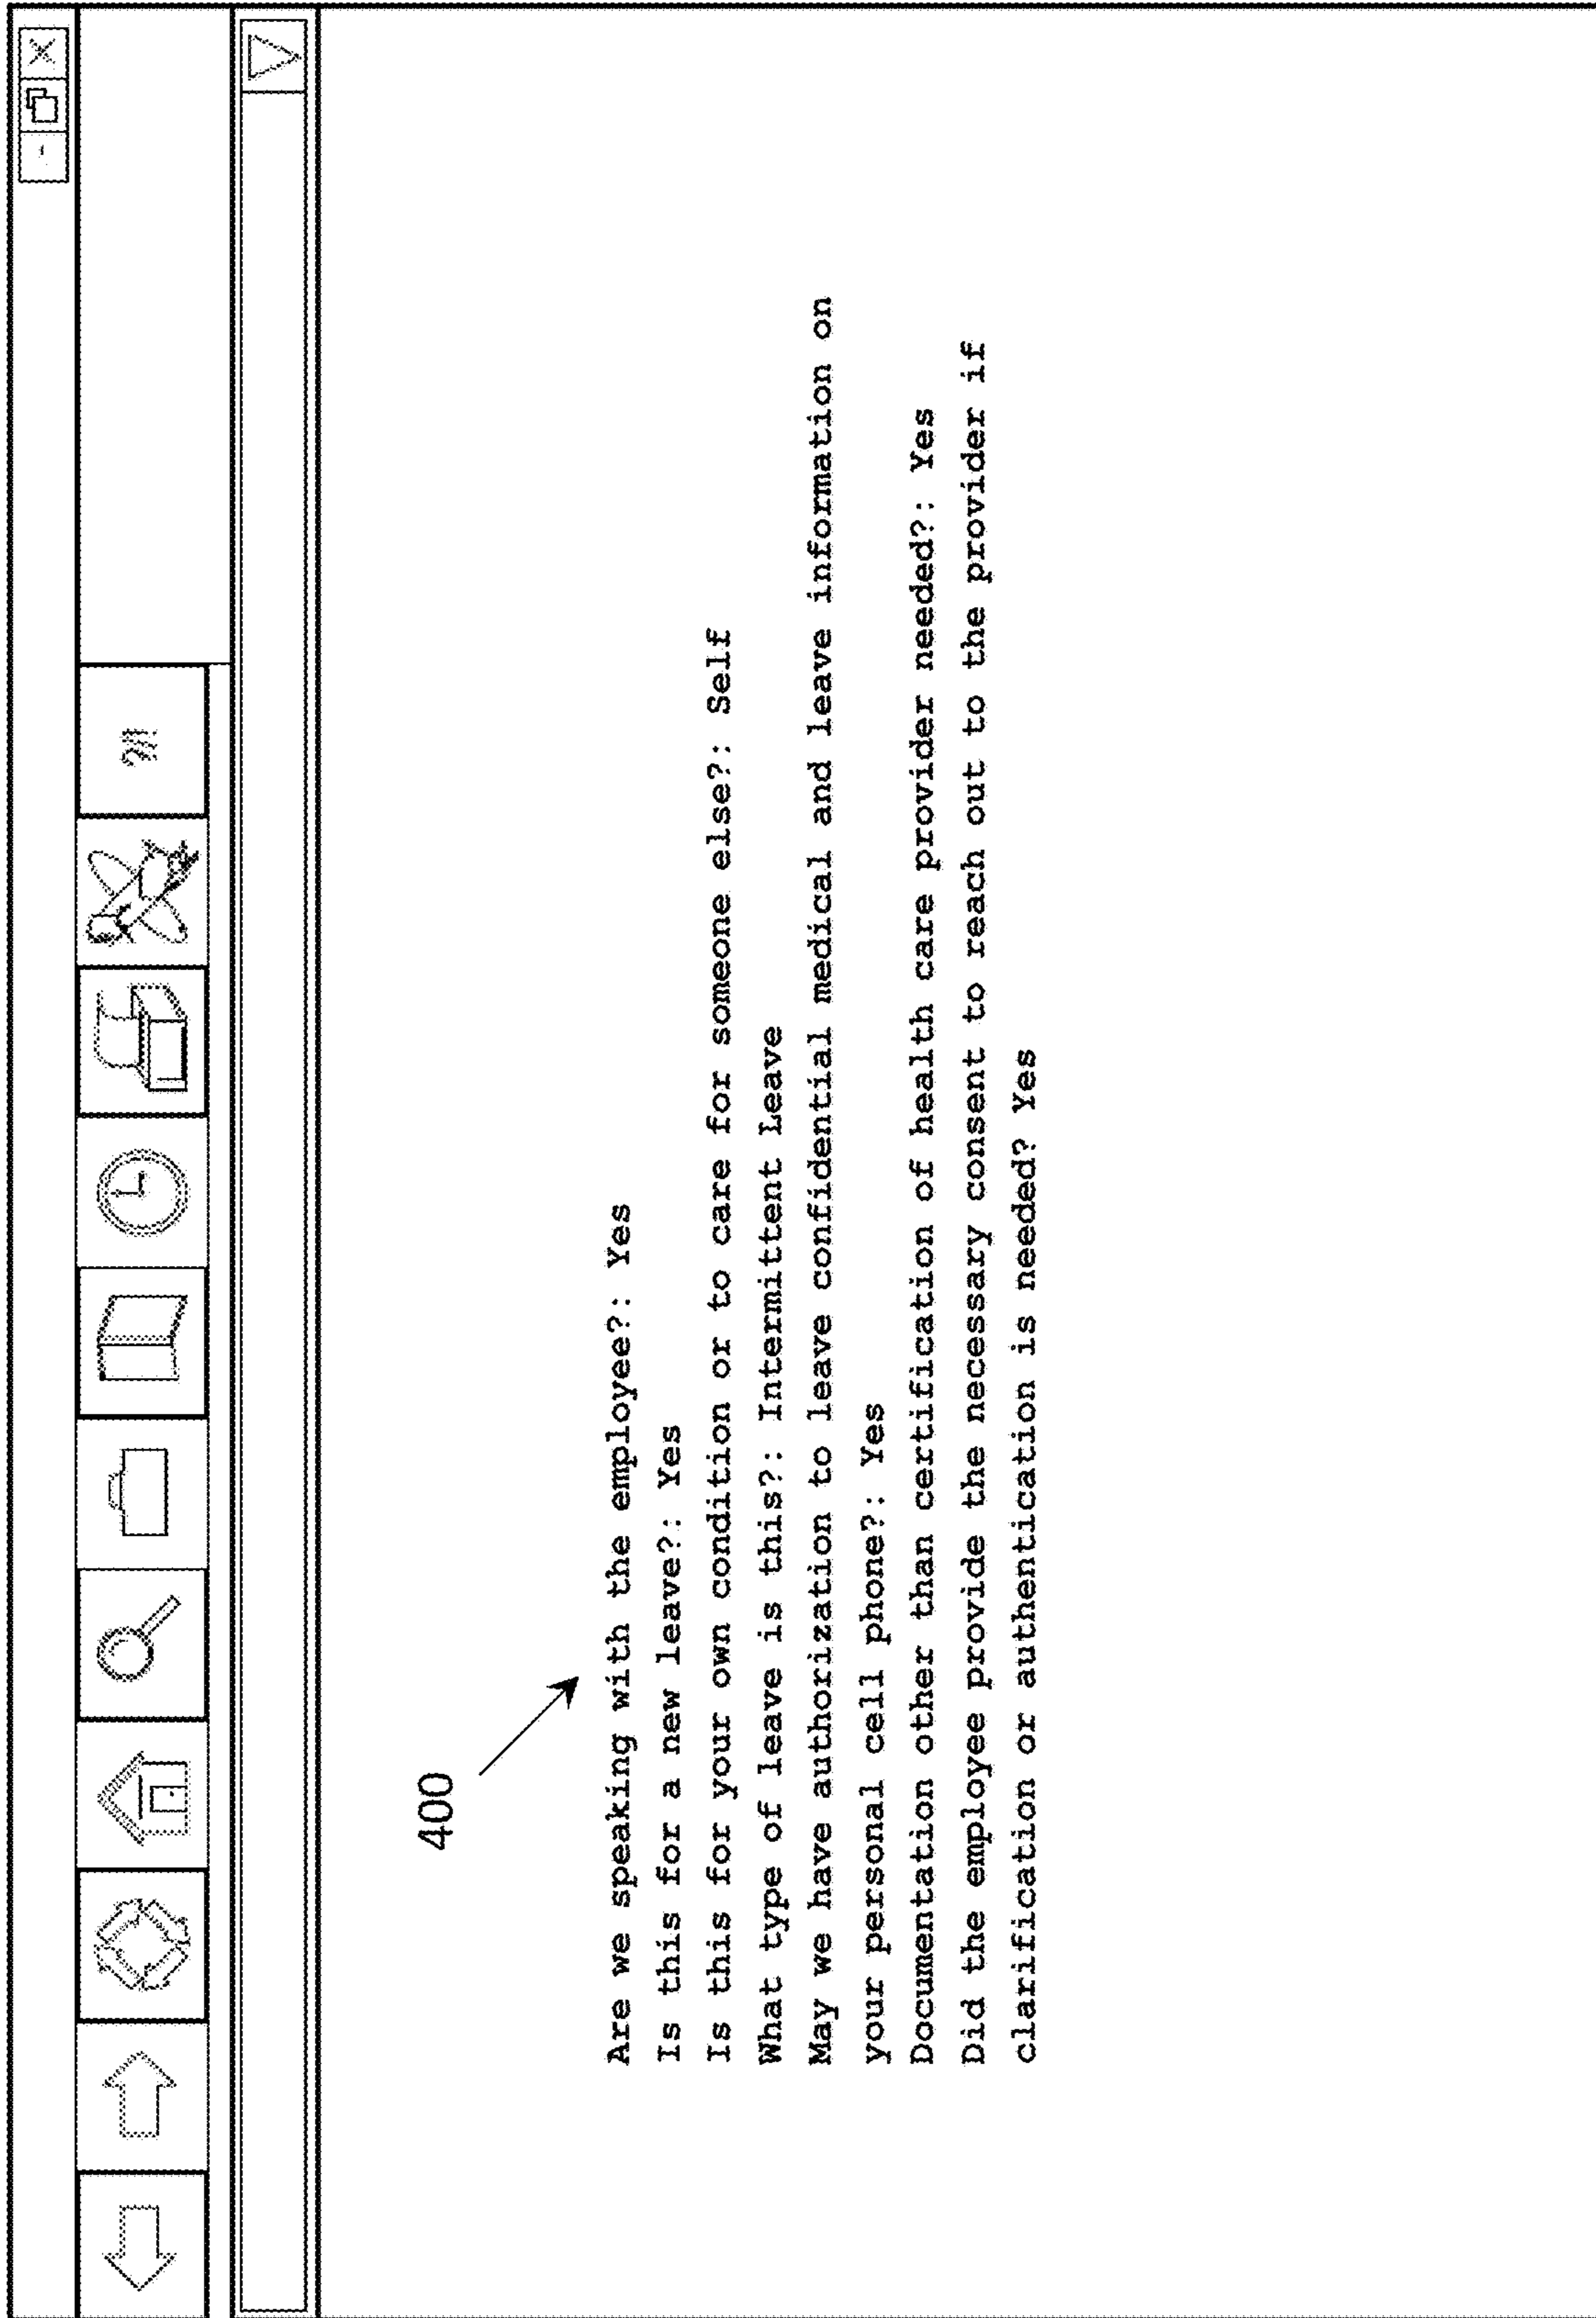 ?!!
400
Are we speaking with the employee?: Yes
Is this for a new leave?: Yes
Is this for your own condition or to care for someone else?: Self
What type of leave is this?: Intermittent Leave
May we have authorization to leave confidential medical and leave information on
your personal cell phone?: Yes
Documentation other than certification of health care provider needed?: Yes
Did the employee provide the necessary consent to reach out to the provider if
clarification or authentication is needed? Yes